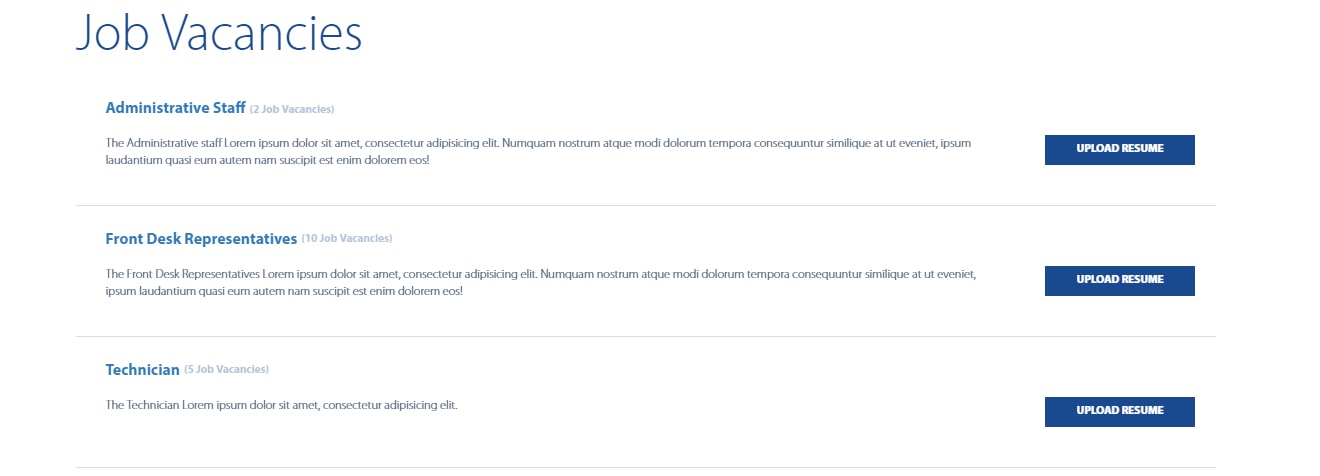 Job Vacancies
Administrative Staff (2 Job Vacancies)
The Administrative staff Lorem ipsum dolor sit amet, consectetur adipisicing elit. Numquam nostrum atque modi dolorum tempora consequuntur similique at ut eveniet, ipsum
laudantium quasi eum autem nam suscipit est enim dolorem eos!
UPLOAD RESUME
Front Desk Representatives (10 Job Vacancies)
The Front Desk Representatives Lorem ipsum dolor sit amet, consectetur adipisicing elit. Numquam nostrum atque modi dolorum tempora consequuntur similique at ut eveniet,
ipsum laudantium quasi eum autem nam suscipit est enim dolorem eos!
UPLOAD RESUME
Technician (5 Job Vacancies)
The Technician Lorem ipsum dolor sit amet, consectetur adipisicing elit.
UPLOAD RESUME